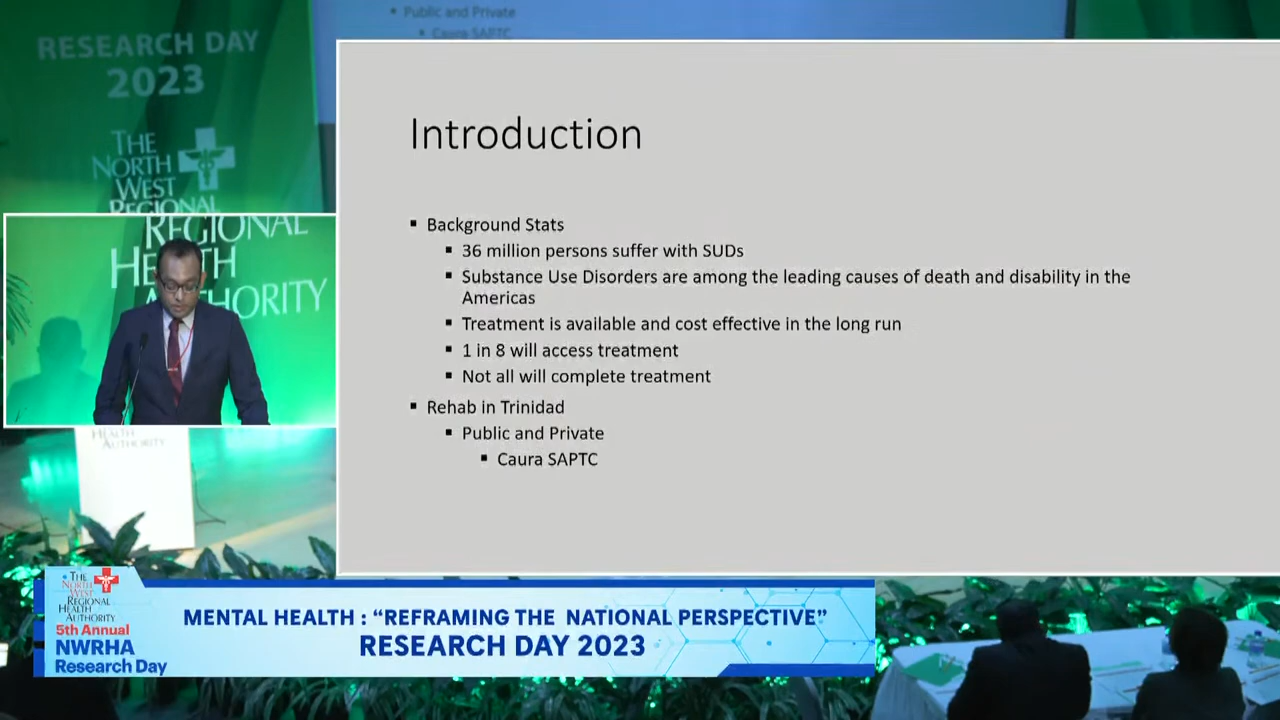 Public and Private
Caura SAPTC
RESEARCH DAY
2023
THE
NORTH
WEST
REGIONAL
REGIONAL
HEALTH
AUTHORITY
HEALTH
AUTHORITY
Introduction
▪ Background Stats
▪ 36 million persons suffer with SUDs
▪ Substance Use Disorders are among the leading causes of death and disability in the
Americas
▪ Treatment is available and cost effective in the long run
▪ 1 in 8 will access treatment
▪ Not all will complete treatment
▪ Rehab in Trinidad
▪ Public and Private
▪ Caura SAPTC
THE
NORTH
WEST
REGIONAL
HEALTH
AUTHORITY
5th Annual
NWRHA
Research Day
MENTAL HEALTH : “REFRAMING THE NATIONAL PERSPECTIVE”
RESEARCH DAY 2023